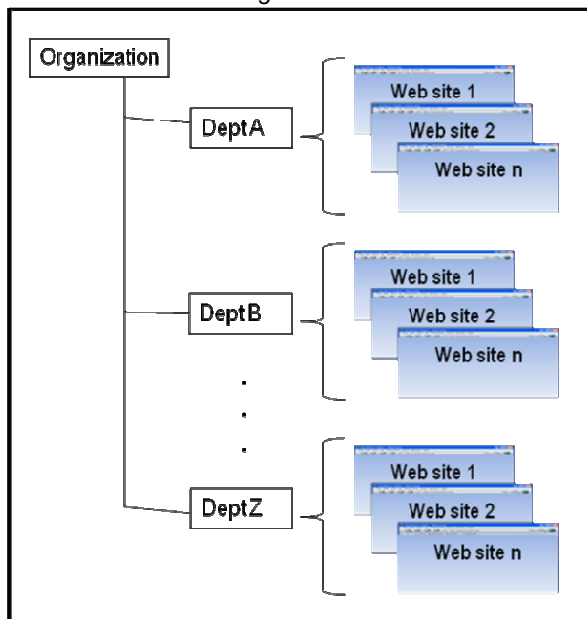 Organization
DeptA
Web site 1
Web site 2
Web site n
DeptB
Web site 1
Web site 2
Web site n
.
.
.
DeptZ
Web site 1
Web site 2
Web site n